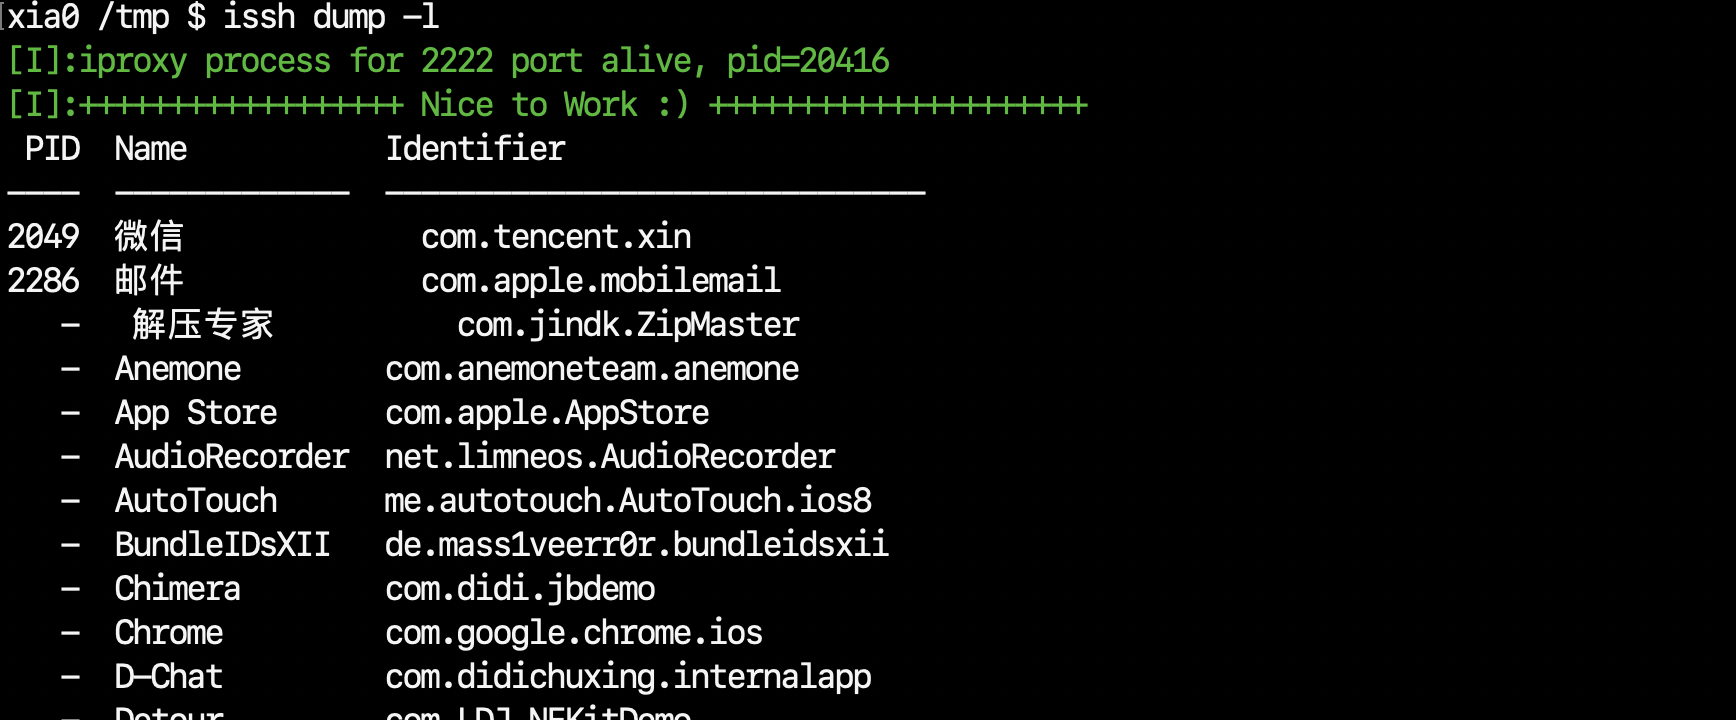 xia0 /tmp $ issh dump -l
[I]:iproxy process for 2222 port alive, pid=20416
[I]:++++++++++++++++++ Nice to Work :) +++++++++++++++++++++
PID  Name           Identifier
----  -------------  ------------------------------
2049  微信             com.tencent.xin
2286  邮件             com.apple.mobilemail
-   解压专家          com.jindk.ZipMaster
-  Anemone        com.anemoneteam.anemone
-  App Store      com.apple.AppStore
-  AudioRecorder  net.limneos.AudioRecorder
-  AutoTouch      me.autotouch.AutoTouch.ios8
-  BundleIDsXII   de.mass1veerr0r.bundleidsxii
-  Chimera        com.didi.jbdemo
-  Chrome         com.google.chrome.ios
-  D-Chat         com.didichuxing.internalapp